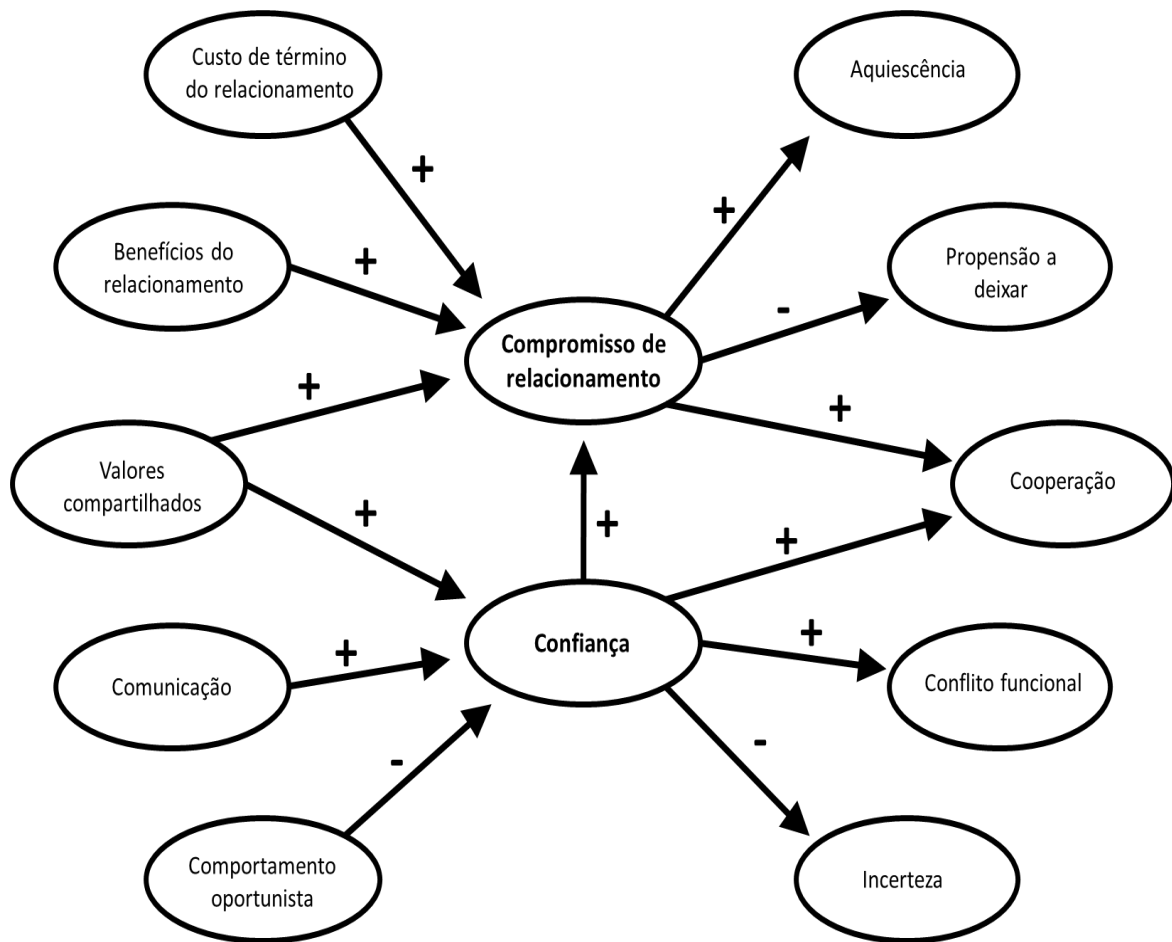 Custo de término
do relacionamento
Aquiescência
+
+
Benefícios do
relacionamento
+
Propensão a
deixar
-
Compromisso de
relacionamento
+
+
Valores
compartilhados
Cooperação
+
+
+
Comunicação
+
Confiança
+
Conflito funcional
-
-
Comportamento
oportunista
Incerteza